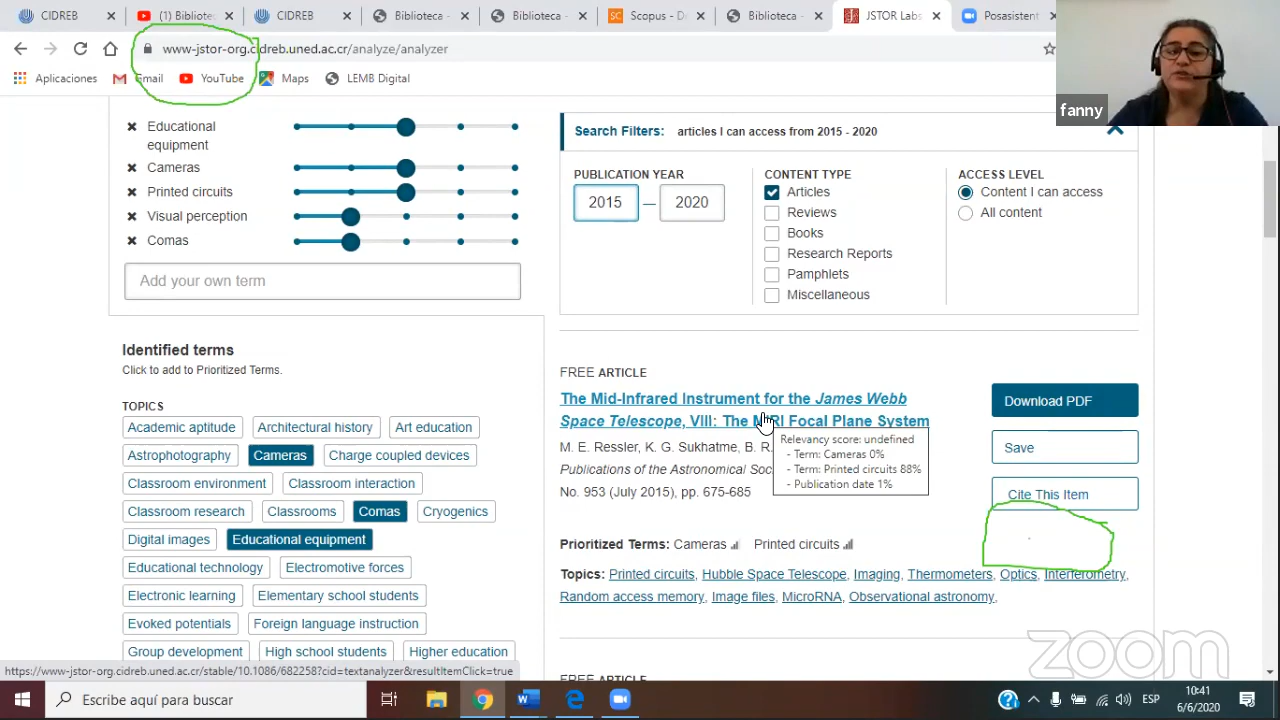 CIDREB
(1) Bibliotec
CIDREB
Biblioteca -
Biblioteca -
Scopus - D
Biblioteca -
JSTOR Labs
Posasistent
www-jstor-org.cidreb.uned.ac.cr/analyze/analyzer
Aplicaciones
Gmail
YouTube
Maps
LEMB Digital
fanny
Educational
equipment
Cameras
Printed circuits
Visual perception
Comas
Add your own term
Search Filters: articles I can access from 2015 - 2020
PUBLICATION YEAR
2015 — 2020
CONTENT TYPE
Articles
Reviews
Books
Research Reports
Pamphlets
Miscellaneous
ACCESS LEVEL
Content I can access
All content
Identified terms
Click to add to Prioritized Terms.
TOPICS
Academic aptitude Architectural history Art education
Astrophotography Cameras Charge coupled devices
Classroom environment Classroom interaction
Classroom research Classrooms Comas Cryogenics
Digital images Educational equipment
Educational technology Electromotive forces
Electronic learning Elementary school students
Evoked potentials Foreign language instruction
Group development High school students Higher education
FREE ARTICLE
The Mid-Infrared Instrument for the James Webb
Space Telescope, VIII: The M RI Focal Plane System
M. E. Ressler, K. G. Sukhatme, B. R.
Publications of the Astronomical Soc
No. 953 (July 2015), pp. 675-685
Relevancy score: undefined
- Term: Cameras 0%
- Term: Printed circuits 88%
- Publication date 1%
Download PDF
Save
Cite This Item
Prioritized Terms: Cameras Printed circuits
Topics: Printed circuits, Hubble Space Telescope, Imaging, Thermometers, Optics, Interferometry,
Random access memory, Image files, MicroRNA, Observational astronomy,
FREE ARTICLE
zoom
https://www-jstor-org.cidreb.uned.ac.cr/stable/10.1086/682258?cid=textanalyzer&resultItemClick=true
Escribe aquí para buscar
ESP
10:41
6/6/2020